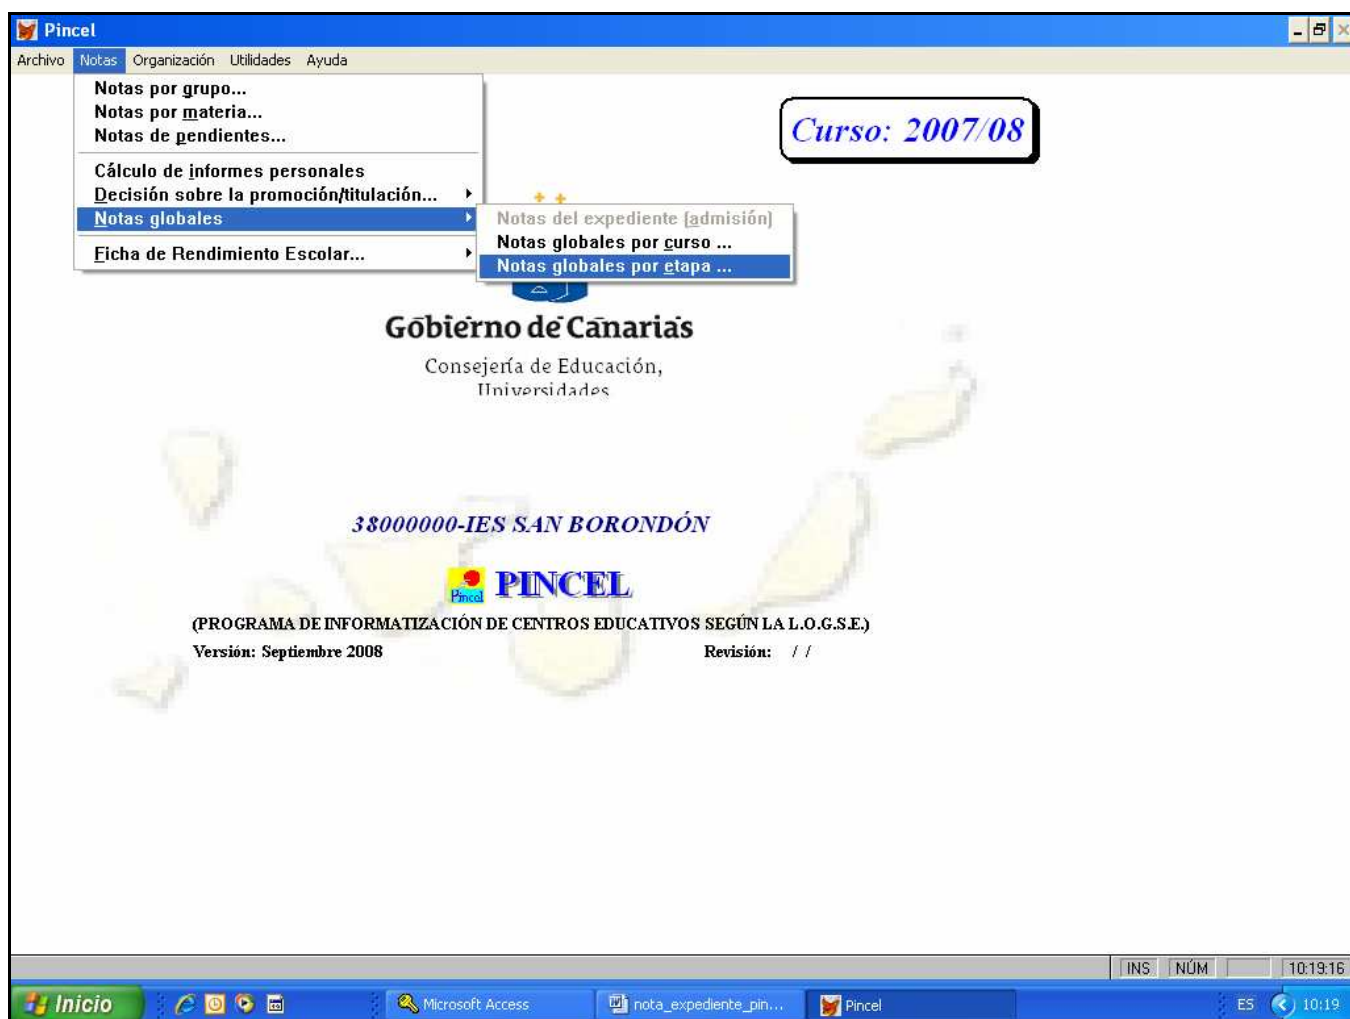 Pincel
Archivo Notas Organización Utilidades Ayuda
Notas por grupo...
Notas por materia...
Notas de pendientes...
Cálculo de informes personales
Decisión sobre la promoción/titulación...
Notas globales
Ficha de Rendimiento Escolar...
Notas del expediente (admisión)
Notas globales por curso ...
Notas globales por etapa ...
Curso: 2007/08
Gobierno de Canarias
Consejería de Educación,
Universidades
38000000-IES SAN BORONDÓN
Pincel PINCEL
(PROGRAMA DE INFORMATIZACIÓN DE CENTROS EDUCATIVOS SEGÚN LA L.O.G.S.E.)
Versión: Septiembre 2008 Revisión: / /
INS NÚM 10:19:16
Inicio Microsoft Access nota_expediente_pin... Pincel ES 10:19